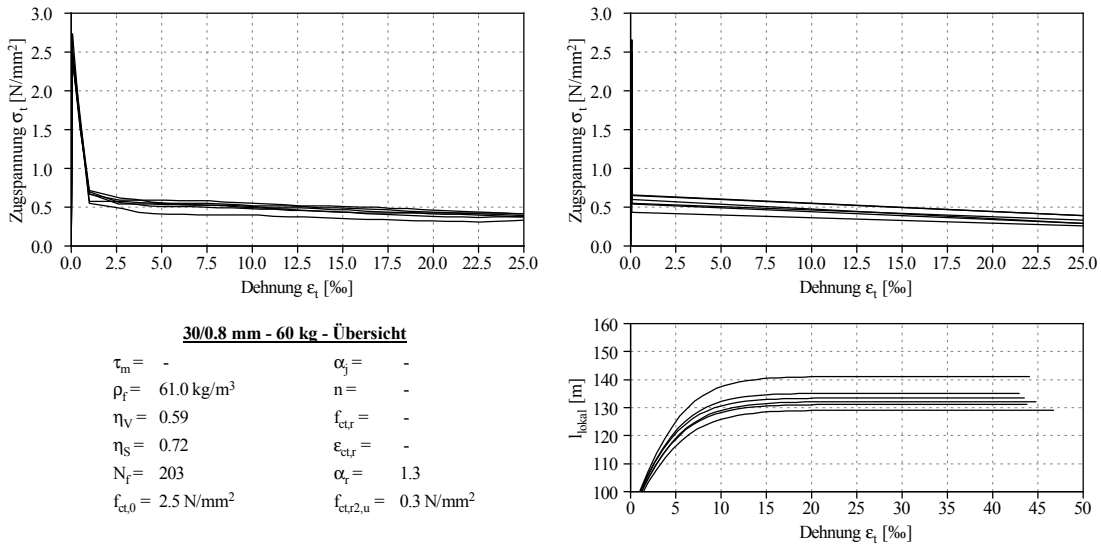 3.0
2.5
2.0
1.5
1.0
0.5
0.0
Zugspannung σt [N/mm²]
0.0 2.5 5.0 7.5 10.0 12.5 15.0 17.5 20.0 22.5 25.0
Dehnung εt [‰]
3.0
2.5
2.0
1.5
1.0
0.5
0.0
Zugspannung σt [N/mm²]
0.0 2.5 5.0 7.5 10.0 12.5 15.0 17.5 20.0 22.5 25.0
Dehnung εt [‰]
30/0.8 mm - 60 kg - Übersicht
τm = - αj = -
ρf = 61.0 kg/m³ n = -
ηV = 0.59 fct,r = -
ηS = 0.72 εct,r = -
Nf = 203 αr = 1.3
fct,0 = 2.5 N/mm² fct,r2,u = 0.3 N/mm²
160
150
140
130
120
110
100
llokal [m]
0 5 10 15 20 25 30 35 40 45 50
Dehnung εt [‰]